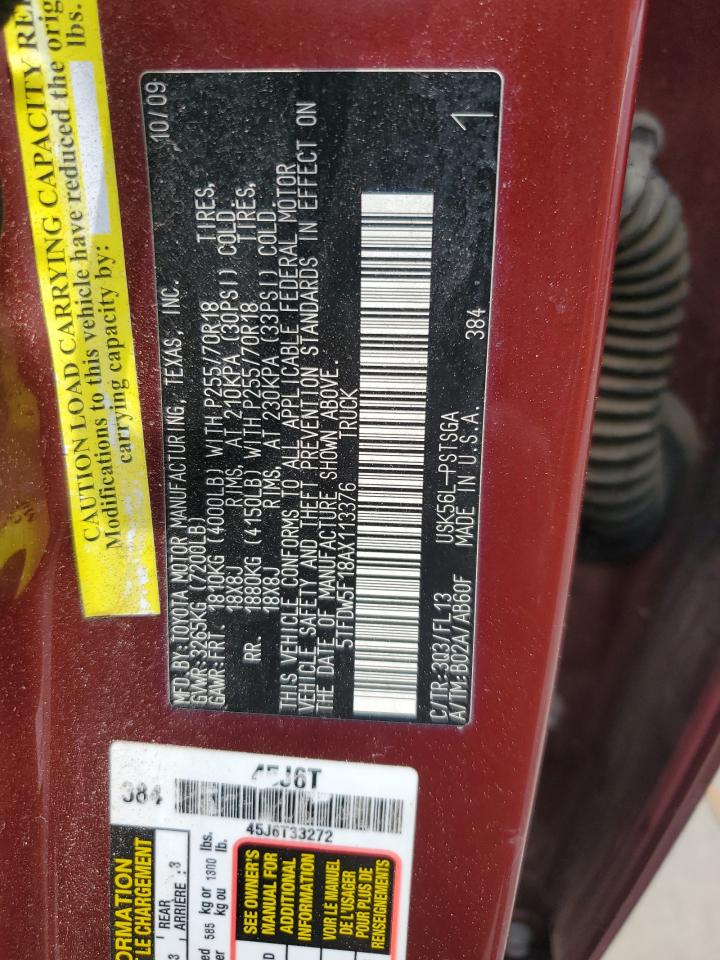 CAUTION LOAD CARRYING CAPACITY RE
Modifications to this vehicle have reduced the orig
carrying capacity by: lbs.
MFD.BY:TOYOTA MOTOR MANUFACTURING, TEXAS, INC. 10/09
GVWR:3265KG (7200LB)
GAWR:FRT. 1810KG (4000LB) WITH P255/70R18 TIRES,
18X8J RIMS, AT 210KPA (30PSI) COLD.
RR. 1880KG (4150LB) WITH P255/70R18 TIRES,
18X8J RIMS, AT 230KPA (33PSI) COLD.
THIS VEHICLE CONFORMS TO ALL APPLICABLE FEDERAL MOTOR
VEHICLE SAFETY AND THEFT PREVENTION STANDARDS IN EFFECT ON
THE DATE OF MANUFACTURE SHOWN ABOVE.
5TFDW5F18AX113376 TRUCK
C/TR:3Q3/FL13 USK56L-PSTSGA
A/TM:B02A/AB60F MADE IN U.S.A. 384 1
384 45J6T
45J6T33272
ORMATION
T LE CHARGEMENT
3 REAR ARRIÈRE :3
ed 585 kg or kg ou 1300 lbs. lb.
SEE OWNER'S
MANUAL FOR
ADDITIONAL
INFORMATION
VOIR LE MANUEL
DE L'USAGER
POUR PLUS DE
RENSEIGNEMENTS